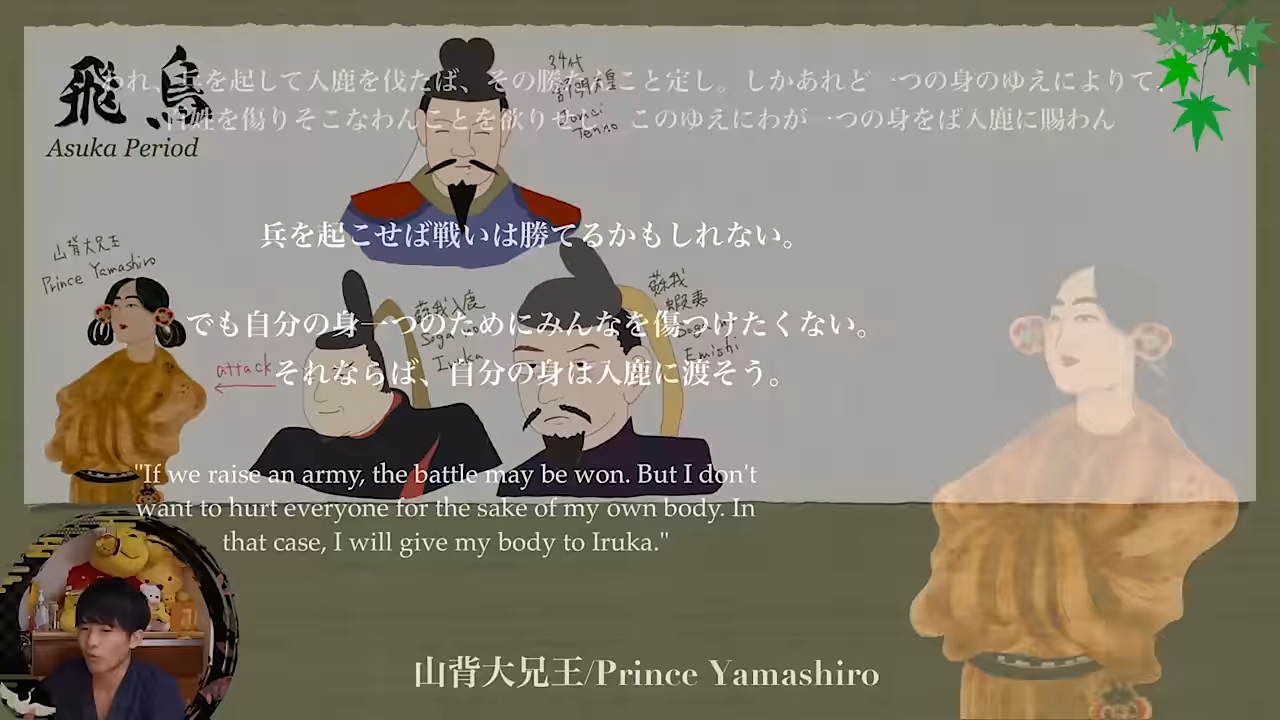 飛鳥
Asuka Period
われ、兵を起して入鹿を伐たば、その勝たんこと定し。しかあれど一つの身のゆえによりて、
百姓を傷りそこなわんことを欲りせじ。このゆえにわが一つの身をば入鹿に賜わん
34代
舒明天皇
Jomei
Tenno
兵を起こせば戦いは勝てるかもしれない。
山背大兄王
Prince Yamashiro
蘇我入鹿
Soga no
Iruka
蘇我
蝦夷
Soga no
Emishi
でも自分の身一つのためにみんなを傷つけたくない。
attack
それならば、自分の身は入鹿に渡そう。
"If we raise an army, the battle may be won. But I don't
want to hurt everyone for the sake of my own body. In
that case, I will give my body to Iruka."
山背大兄王/Prince Yamashiro